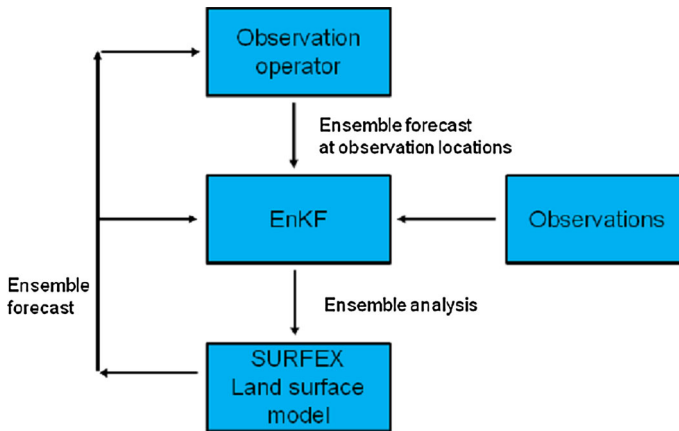 Observation
operator
Ensemble forecast
at observation locations
EnKF
Observations
Ensemble
forecast
Ensemble analysis
SURFEX
Land surface
model